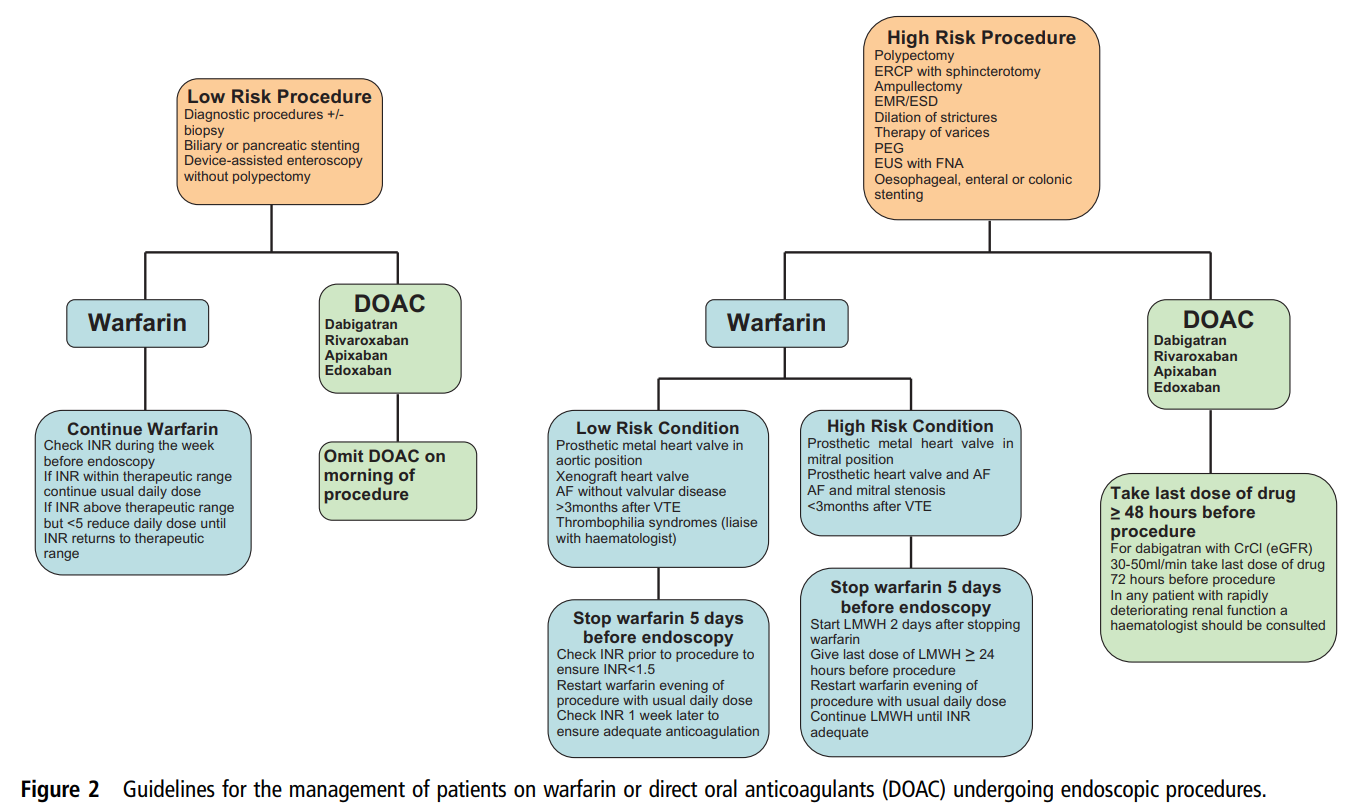 Low Risk Procedure
Diagnostic procedures +/-
biopsy
Biliary or pancreatic stenting
Device-assisted enteroscopy
without polypectomy
High Risk Procedure
Polypectomy
ERCP with sphincterotomy
Ampullectomy
EMR/ESD
Dilation of strictures
Therapy of varices
PEG
EUS with FNA
Oesophageal, enteral or colonic
stenting
Warfarin
DOAC
Dabigatran
Rivaroxaban
Apixaban
Edoxaban
Warfarin
DOAC
Dabigatran
Rivaroxaban
Apixaban
Edoxaban
Continue Warfarin
Check INR during the week
before endoscopy
If INR within therapeutic range
continue usual daily dose
If INR above therapeutic range
but <5 reduce daily dose until
INR returns to therapeutic
range
Omit DOAC on
morning of
procedure
Low Risk Condition
Prosthetic metal heart valve in
aortic position
Xenograft heart valve
AF without valvular disease
>3months after VTE
Thrombophilia syndromes (liaise
with haematologist)
High Risk Condition
Prosthetic metal heart valve in
mitral position
Prosthetic heart valve and AF
AF and mitral stenosis
<3months after VTE
Take last dose of drug
≥ 48 hours before
procedure
For dabigatran with CrCl (eGFR)
30-50ml/min take last dose of drug
72 hours before procedure
In any patient with rapidly
deteriorating renal function a
haematologist should be consulted
Stop warfarin 5 days
before endoscopy
Check INR prior to procedure to
ensure INR<1.5
Restart warfarin evening of
procedure with usual daily dose
Check INR 1 week later to
ensure adequate anticoagulation
Stop warfarin 5 days
before endoscopy
Start LMWH 2 days after stopping
warfarin
Give last dose of LMWH ≥ 24
hours before procedure
Restart warfarin evening of
procedure with usual daily dose
Continue LMWH until INR
adequate
Figure 2 Guidelines for the management of patients on warfarin or direct oral anticoagulants (DOAC) undergoing endoscopic procedures.